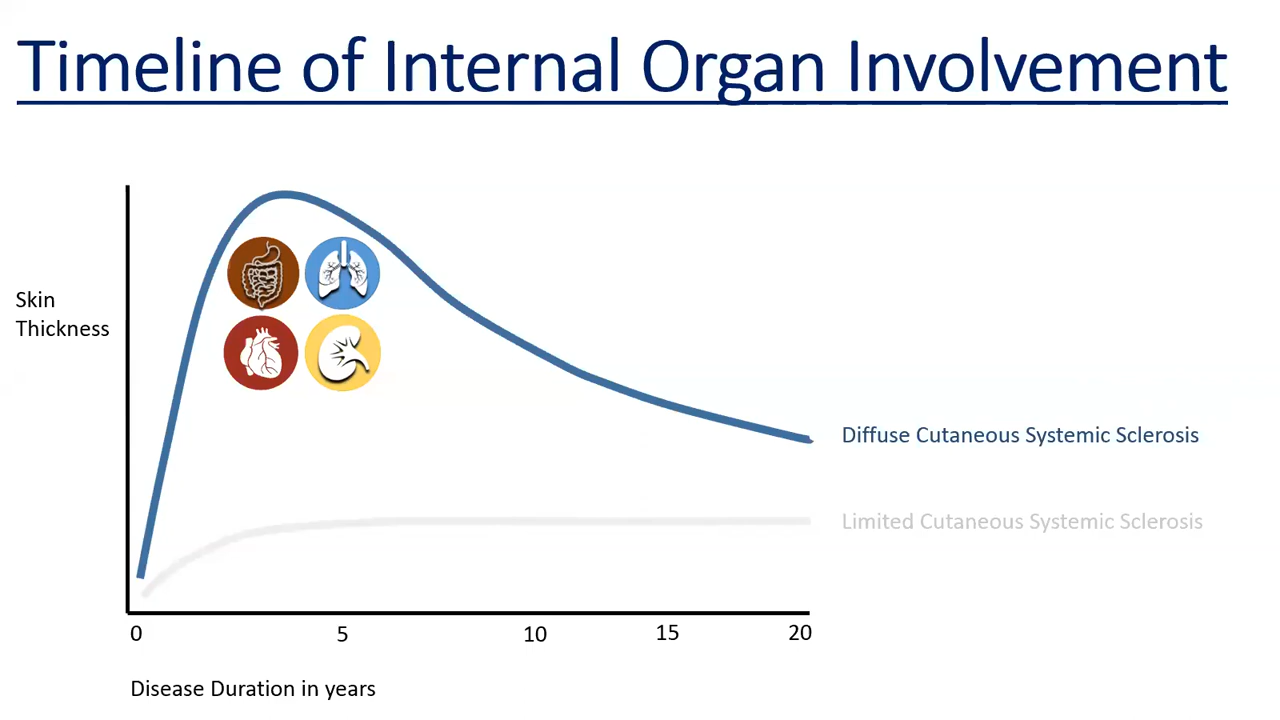 Timeline of Internal Organ Involvement
Skin
Thickness
Diffuse Cutaneous Systemic Sclerosis
Limited Cutaneous Systemic Sclerosis
0 5 10 15 20
Disease Duration in years